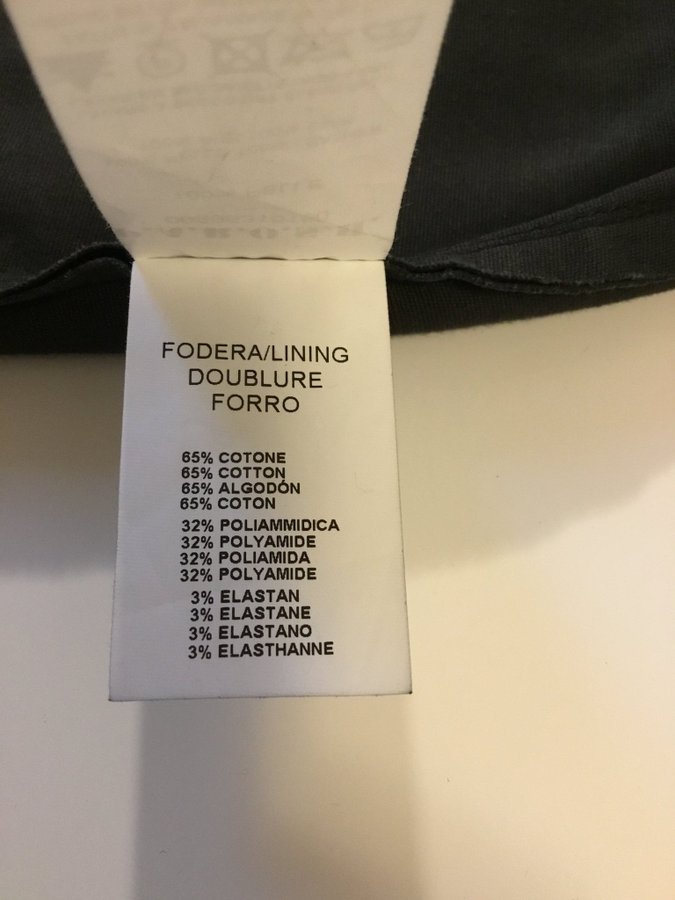 FODERA/LINING
DOUBLURE
FORRO
65% COTONE
65% COTTON
65% ALGODÓN
65% COTON
32% POLIAMMIDICA
32% POLYAMIDE
32% POLIAMIDA
32% POLYAMIDE
3% ELASTAN
3% ELASTANE
3% ELASTANO
3% ELASTHANNE